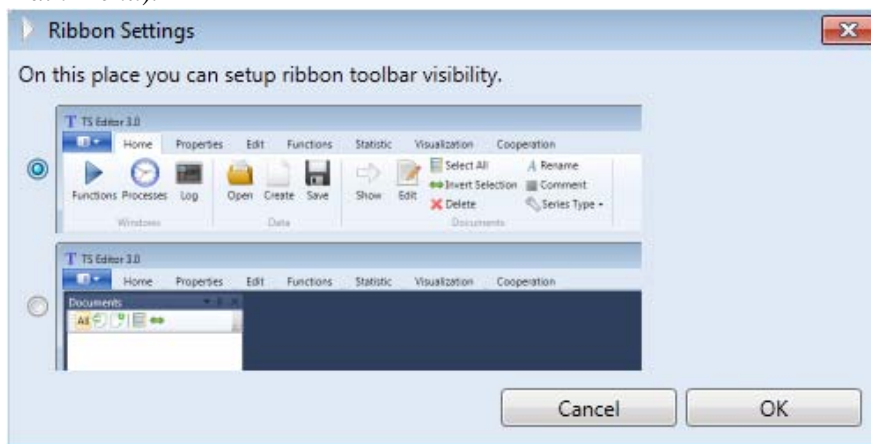 Ribbon Settings
On this place you can setup ribbon toolbar visibility.
T TS Editor 3.0
Home Properties Edit Functions Statistic Visualization Cooperation
Select All A Rename
Invert Selection Comment
Functions Processes Log Open Create Save Show Edit
Delete Series Type
Windows Data Documents
T TS Editor 3.0
Home Properties Edit Functions Statistic Visualization Cooperation
Documents
All
Cancel OK